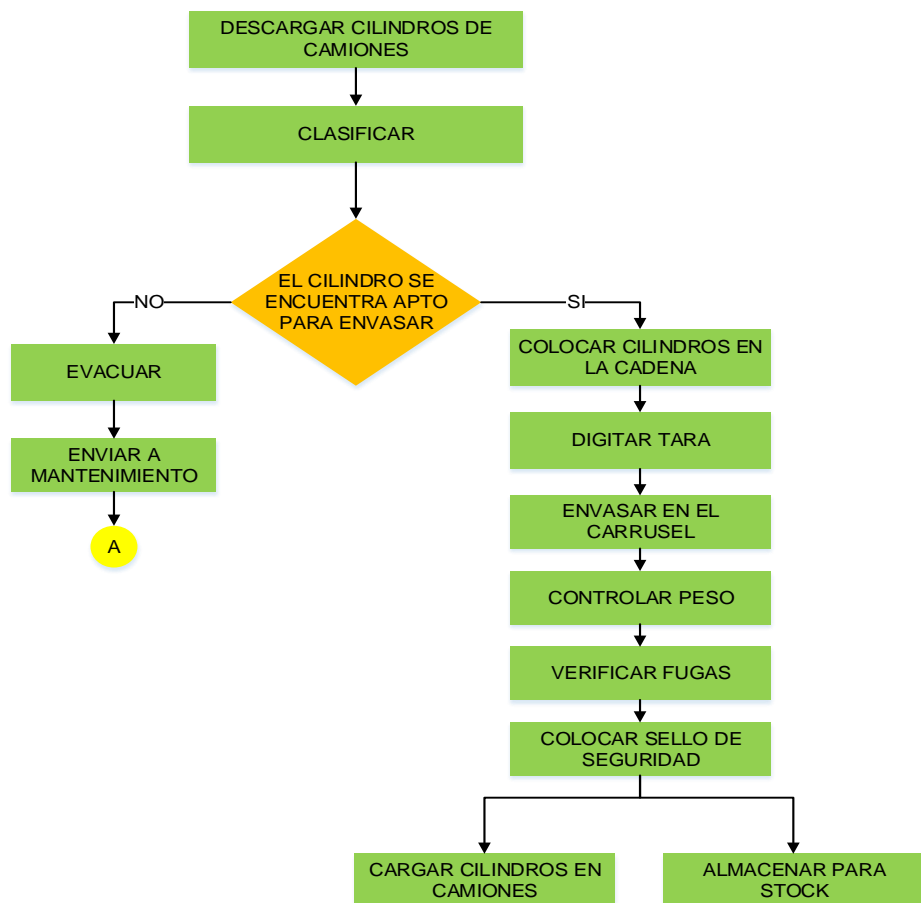 DESCARGAR CILINDROS DE
CAMIONES
CLASIFICAR
EL CILINDRO SE
ENCUENTRA APTO
PARA ENVASAR
NO
SI
EVACUAR
ENVIAR A
MANTENIMIENTO
A
COLOCAR CILINDROS EN
LA CADENA
DIGITAR TARA
ENVASAR EN EL
CARRUSEL
CONTROLAR PESO
VERIFICAR FUGAS
COLOCAR SELLO DE
SEGURIDAD
CARGAR CILINDROS EN
CAMIONES
ALMACENAR PARA
STOCK